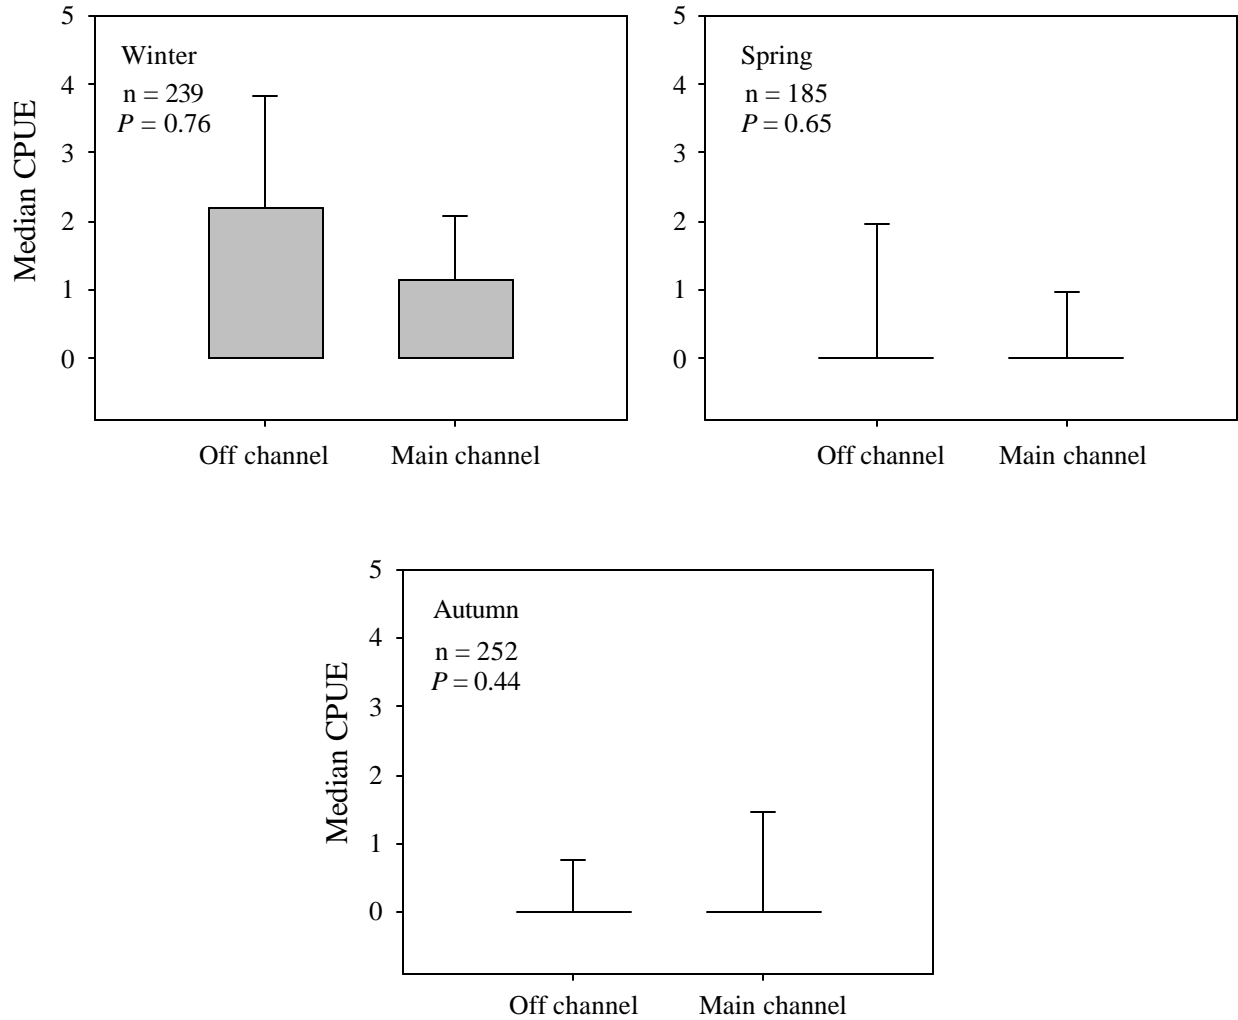 Winter
n = 239
P = 0.76
Median CPUE
5
4
3
2
1
0
Off channel
Main channel
Spring
n = 185
P = 0.65
5
4
3
2
1
0
Off channel
Main channel
Autumn
n = 252
P = 0.44
Median CPUE
5
4
3
2
1
0
Off channel
Main channel